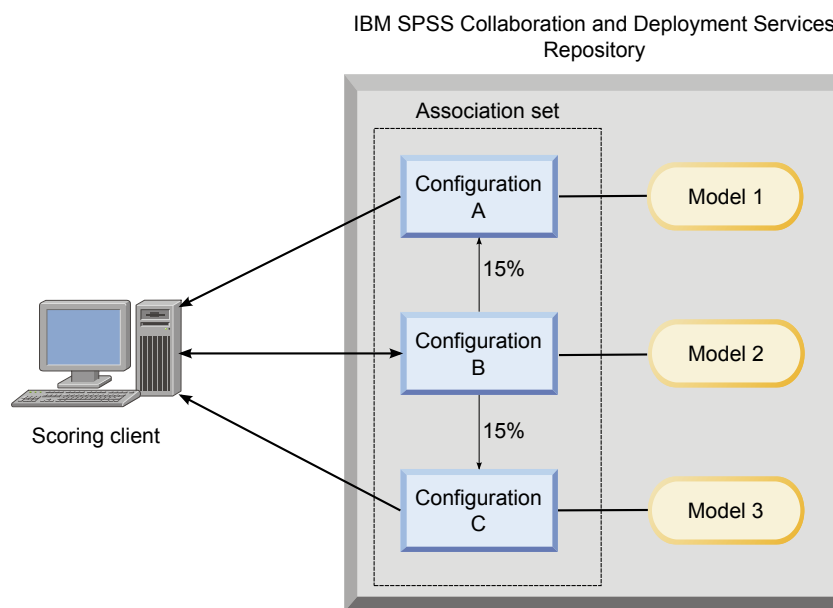 IBM SPSS Collaboration and Deployment Services
Repository
Association set
Configuration
A
Model 1
15%
Configuration
B
Model 2
Scoring client
15%
Configuration
C
Model 3